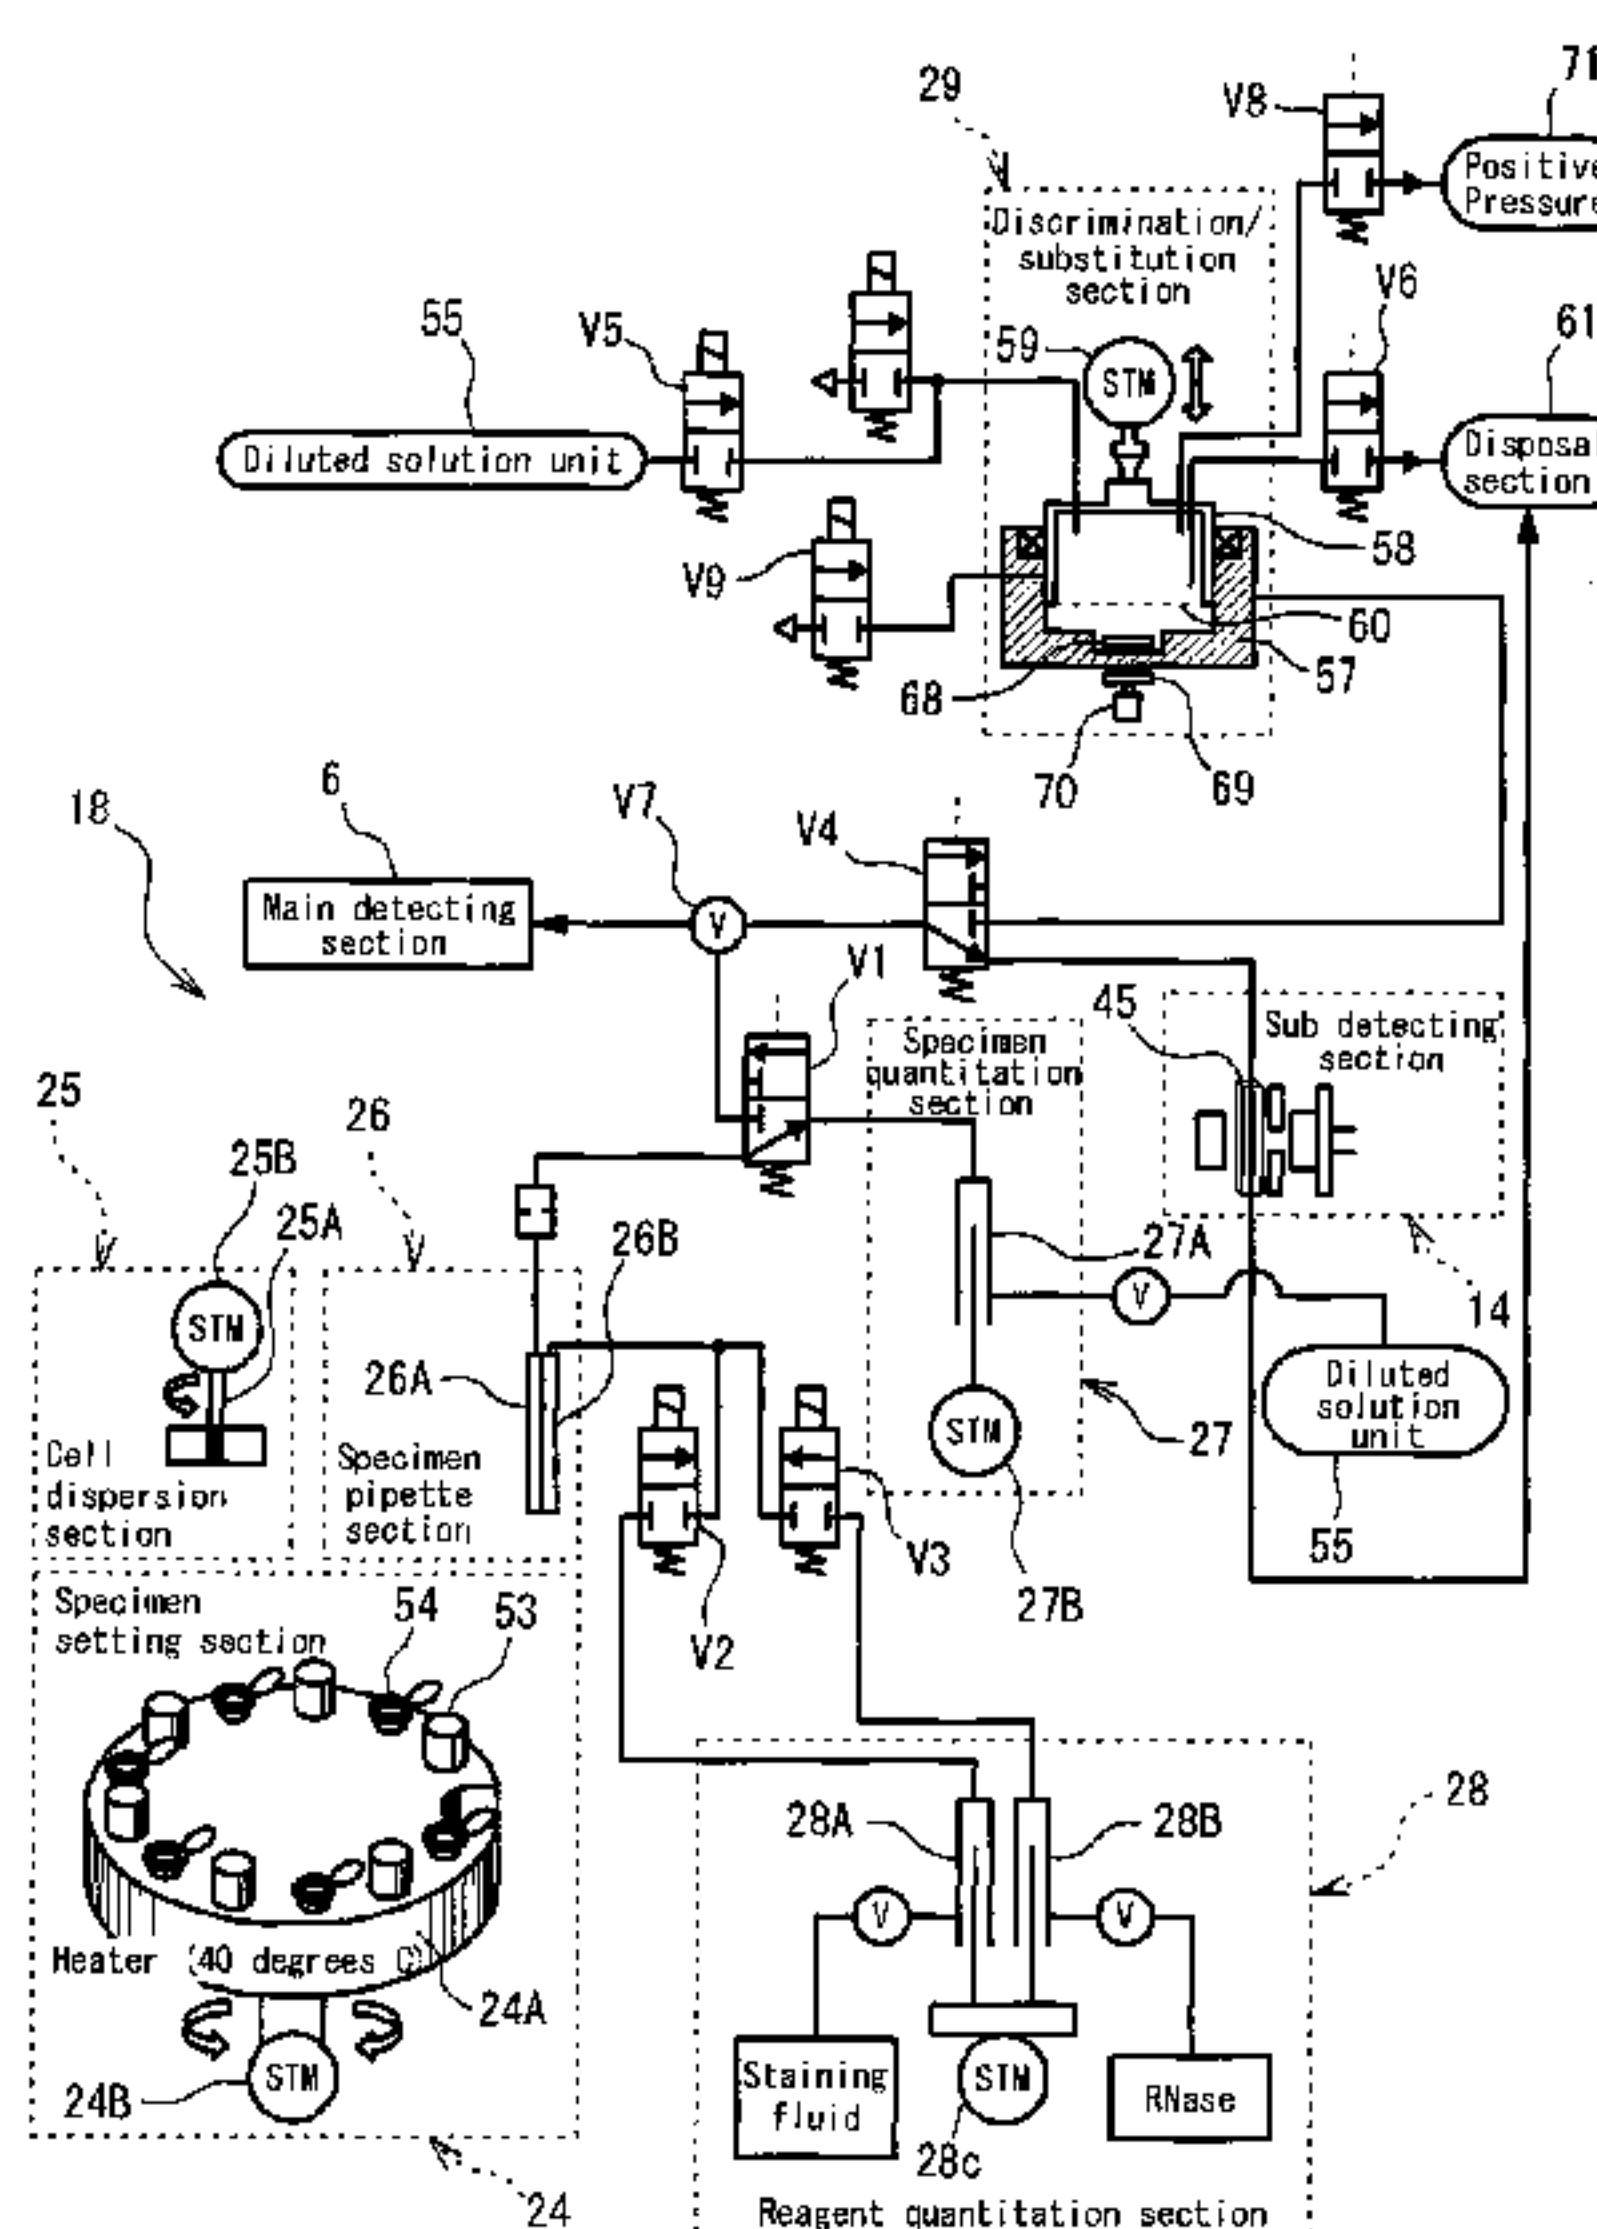 71
29
V8
Positive
Pressure
Discrimination/
substitution
section
V6
55
V5
59
STM
61
Diluted solution unit
Disposal
section
58
V9
60
57
68
70
69
6
18
V7
V4
Main detecting
section
V
V1
45
Sub detecting
section
Specimen
quantitation
section
25
26
25B
25A
26B
27A
V
14
STM
26A
Diluted
solution
unit
STM
27
Cell
dispersion
section
Specimen
pipette
section
55
V3
27B
V2
Specimen
setting section
54
53
28
28A
28B
V
V
Heater (40 degrees C)
24A
STM
24B
Staining
fluid
STM
RNase
28c
24
Reagent quantitation section